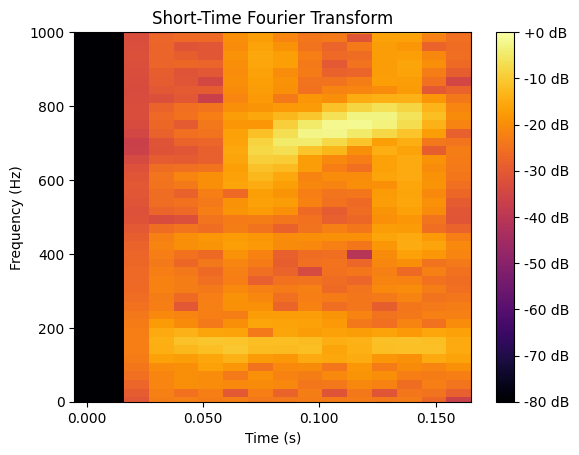 Short-Time Fourier Transform
1000
800
600
400
200
0
Frequency (Hz)
0.000
0.050
0.100
0.150
Time (s)
+0 dB
-10 dB
-20 dB
-30 dB
-40 dB
-50 dB
-60 dB
-70 dB
-80 dB